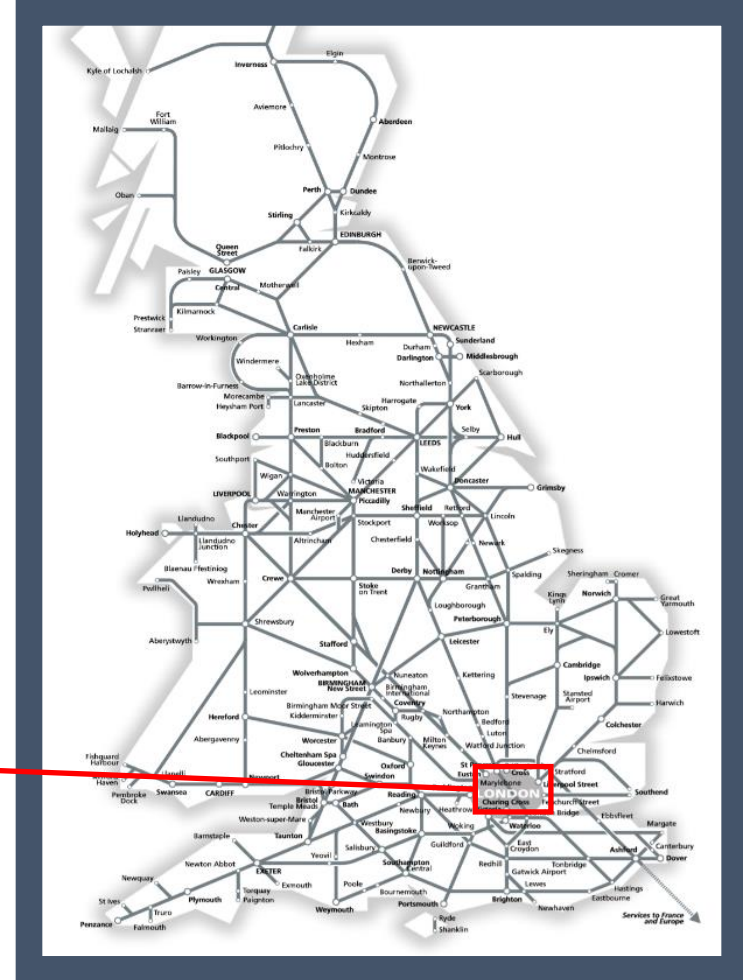 Elgin
Inverness
Kyle of Lochalsh
Aviemore
Fort
William
Mallaig
Aberdeen
Pitlochry
Montrose
Perth
Dundee
Oban
Stirling
Kirkcaldy
EDINBURGH
Falkirk
Queen
Street
GLASGOW
Central
Paisley
Motherwell
Berwick-
upon-Tweed
Prestwick
Stranraer
Kilmarnock
Carlisle
NEWCASTLE
Workington
Hexham
Sunderland
Durham
Darlington
Middlesbrough
Windermere
Oxenholme
Lake District
Scarborough
Barrow-in-Furness
Northallerton
Morecambe
Heysham Port
Lancaster
Harrogate
Skipton
York
Blackpool
Preston
Bradford
LEEDS
Selby
Hull
Blackburn
Southport
Bolton
Huddersfield
Wakefield
Wigan
Victoria
Doncaster
Grimsby
LIVERPOOL
Warrington
MANCHESTER
Piccadilly
Manchester
Airport
Stockport
Sheffield
Retford
Worksop
Lincoln
Llandudno
Holyhead
Chester
Llandudno
Junction
Altrincham
Chesterfield
Newark
Skegness
Blaenau Ffestiniog
Wrexham
Crewe
Stoke
on Trent
Derby
Nottingham
Grantham
Spalding
Sheringham
Cromer
Pwllheli
Kings
Lynn
Norwich
Great
Yarmouth
Loughborough
Peterborough
Ely
Lowestoft
Aberystwyth
Shrewsbury
Stafford
Leicester
Wolverhampton
BIRMINGHAM
New Street
Nuneaton
Kettering
Cambridge
Birmingham
International
Ipswich
Felixstowe
Leominster
Birmingham Moor Street
Coventry
Stevenage
Stansted
Airport
Harwich
Hereford
Kidderminster
Rugby
Northampton
Leamington
Spa
Bedford
Colchester
Abergavenny
Worcester
Banbury
Milton
Keynes
Luton
Watford Junction
Chelmsford
Fishguard
Harbour
Cheltenham Spa
Gloucester
Oxford
Euston
Cross
Stratford
Haven
Newport
Swindon
Marylebone
Liverpool Street
Pembroke
Dock
Swansea
CARDIFF
Bristol
Parkway
Reading
LONDON
Southend
Temple Meads
Bristol
Bath
Newbury
Heathrow
Charing Cross
Fenchurch Street
Bridge
Ebbsfleet
Weston-super-Mare
Westbury
Basingstoke
Woking
Waterloo
Margate
Barnstaple
Taunton
Salisbury
Guildford
East
Croydon
Ashford
Canterbury
Dover
Newton Abbot
Yeovil
Southampton
Central
Redhill
Tonbridge
EXETER
Gatwick Airport
Newquay
Exmouth
Poole
Bournemouth
Lewes
Hastings
St Ives
Plymouth
Torquay
Paignton
Weymouth
Portsmouth
Brighton
Eastbourne
Newhaven
Truro
Penzance
Falmouth
Ryde
Shanklin
Services to France
and Europe